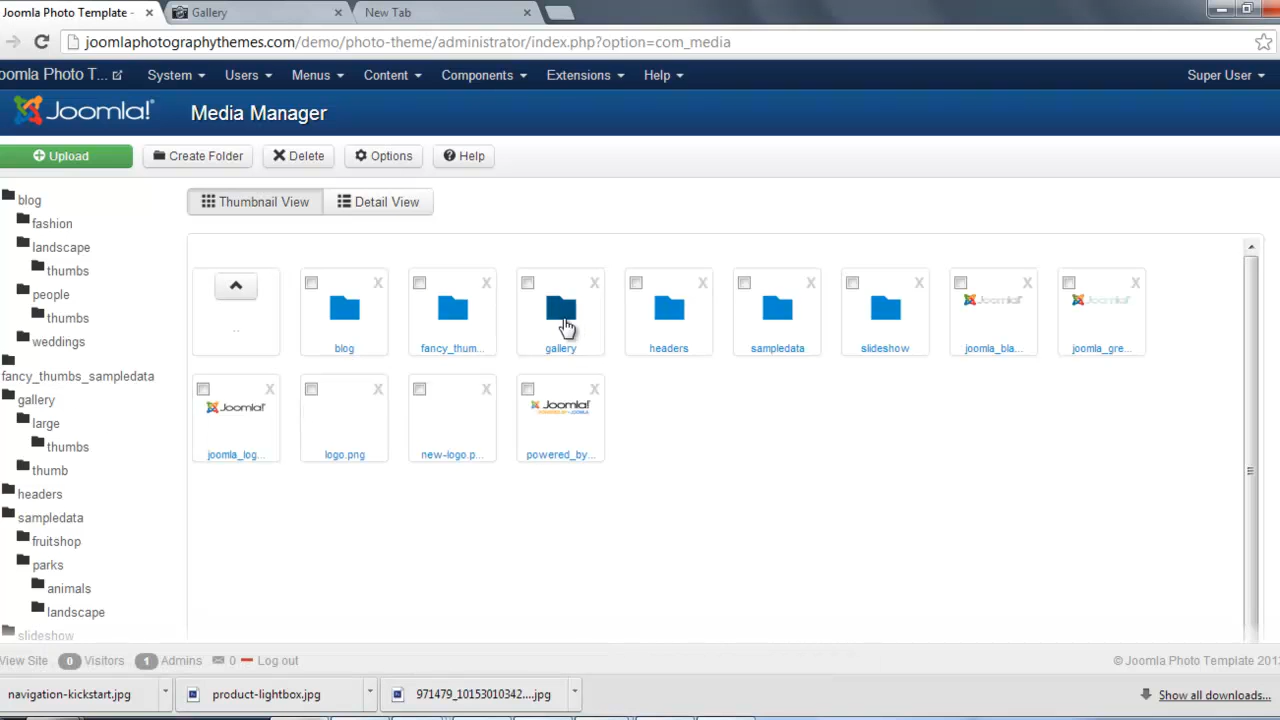 Joomla Photo Template - × Gallery × New Tab ×
joomlaphotographythemes.com/demo/photo-theme/administrator/index.php?option=com_media
oomla Photo T... System Users Menus Content Components Extensions Help Super User
Joomla! Media Manager
Upload Create Folder Delete Options Help
Thumbnail View Detail View
blog
fashion
landscape
thumbs
people
thumbs
weddings
fancy_thumbs_sampledata
gallery
large
thumbs
thumb
headers
sampledata
fruitshop
parks
animals
landscape
slideshow
.. blog fancy_thum... gallery headers sampledata slideshow joomla_bla... joomla_gre...
Joomla! Joomla!
joomla_log... logo.png new-logo.p... powered_by...
View Site 0 Visitors 1 Admins 0 Log out © Joomla Photo Template 201
navigation-kickstart.jpg product-lightbox.jpg 971479_10153010342....jpg Show all downloads...